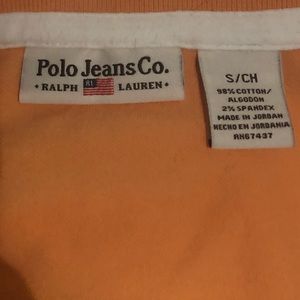 Polo Jeans Co.
• RALPH LAUREN •
S/CH
98% COTTON/
ALGODON
2% SPANDEX
MADE IN JORDAN
HECHO EN JORDANIA
RN67437